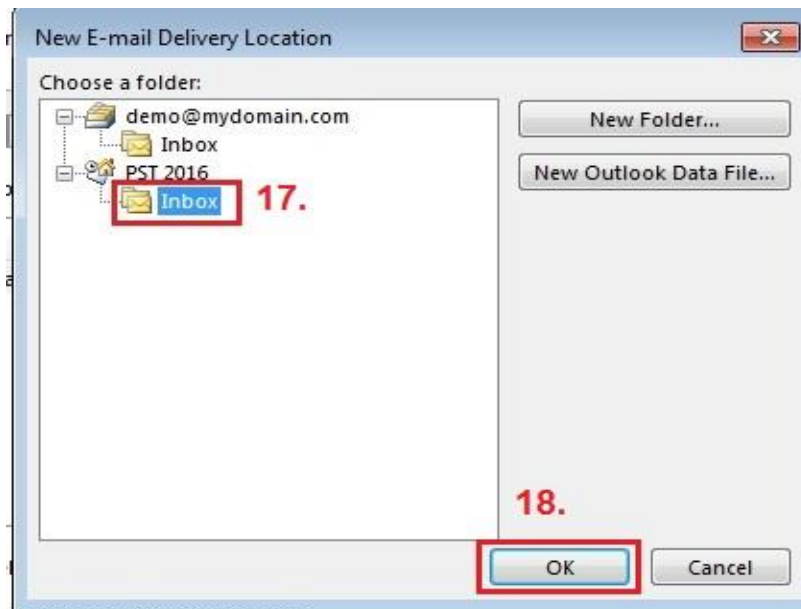 New E-mail Delivery Location
Choose a folder:
demo@mydomain.com
Inbox
PST 2016
Inbox
17.
New Folder...
New Outlook Data File...
18.
OK
Cancel